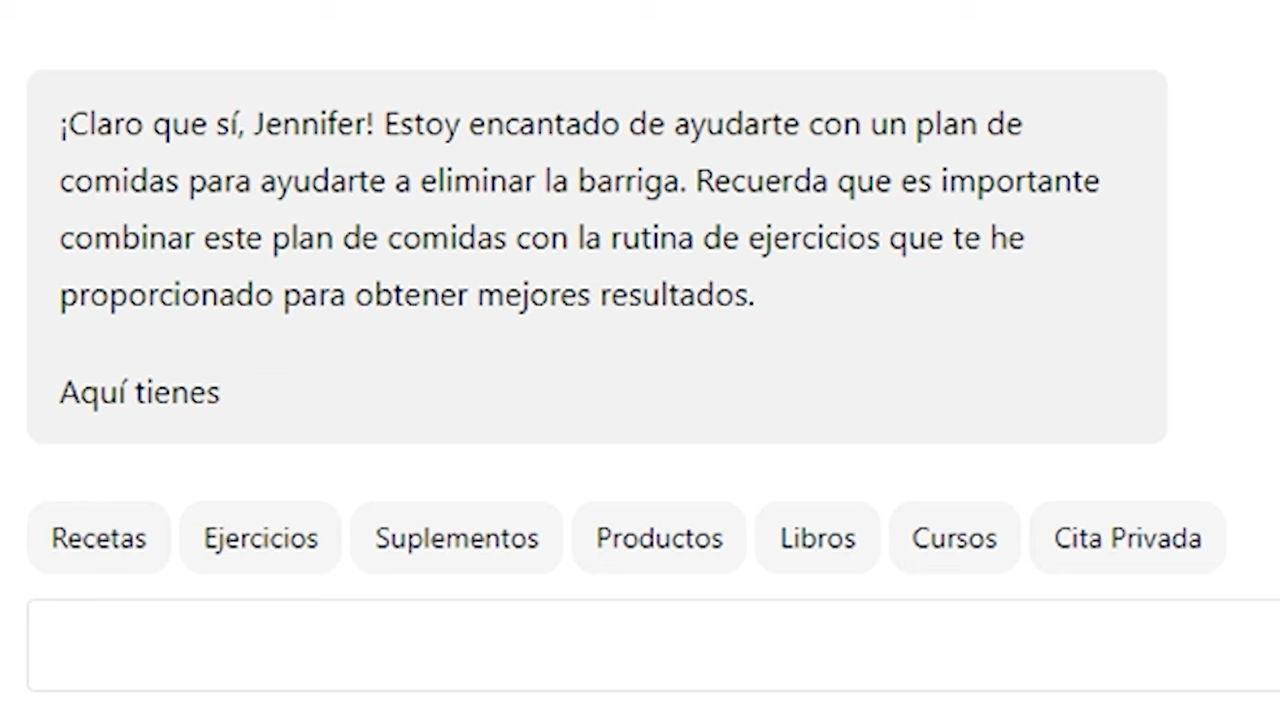 ¡Claro que sí, Jennifer! Estoy encantado de ayudarte con un plan de
comidas para ayudarte a eliminar la barriga. Recuerda que es importante
combinar este plan de comidas con la rutina de ejercicios que te he
proporcionado para obtener mejores resultados.
Aquí tienes
Recetas Ejercicios Suplementos Productos Libros Cursos Cita Privada